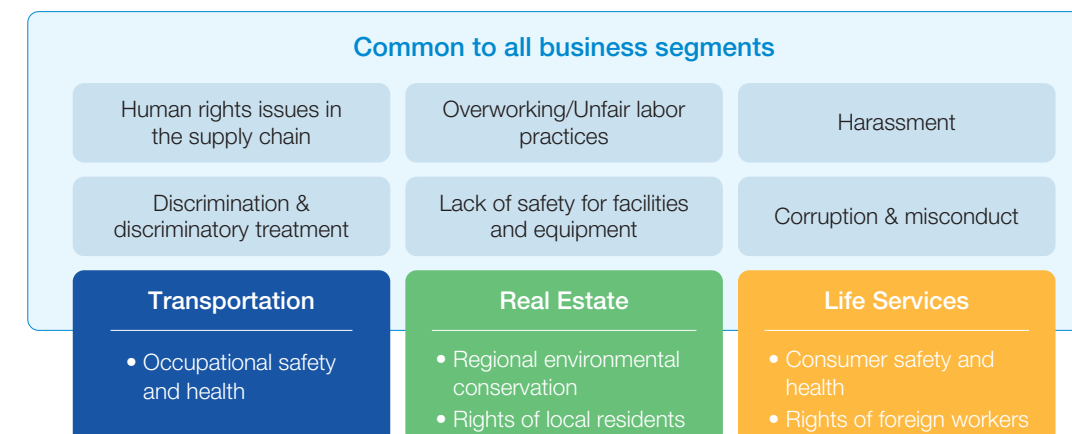 Common to all business segments
Human rights issues in
the supply chain
Overworking/Unfair labor
practices
Harassment
Discrimination &
discriminatory treatment
Lack of safety for facilities
and equipment
Corruption & misconduct
Transportation
• Occupational safety
and health
Real Estate
• Regional environmental
conservation
• Rights of local residents
Life Services
• Consumer safety and
health
• Rights of foreign workers